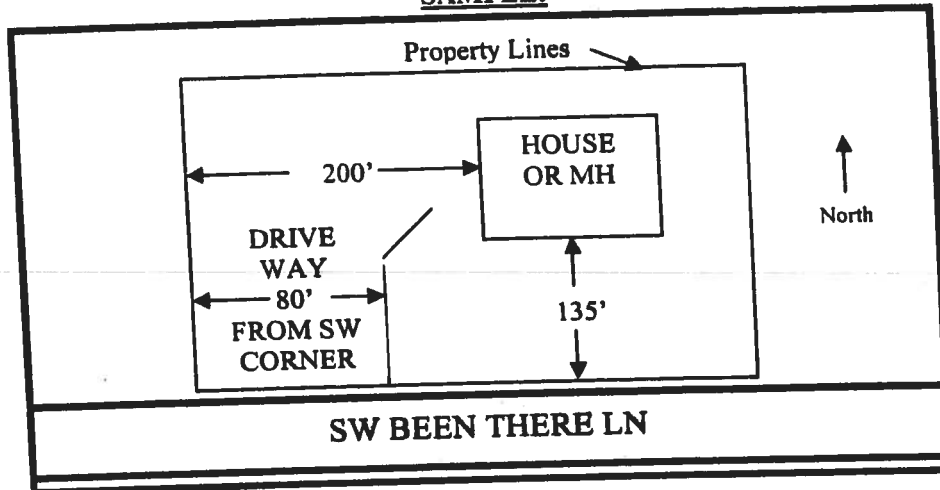 SAMPLE:
Property Lines
HOUSE
OR MH
200'
North
DRIVE
WAY
80'
135'
FROM SW
CORNER
SW BEEN THERE LN